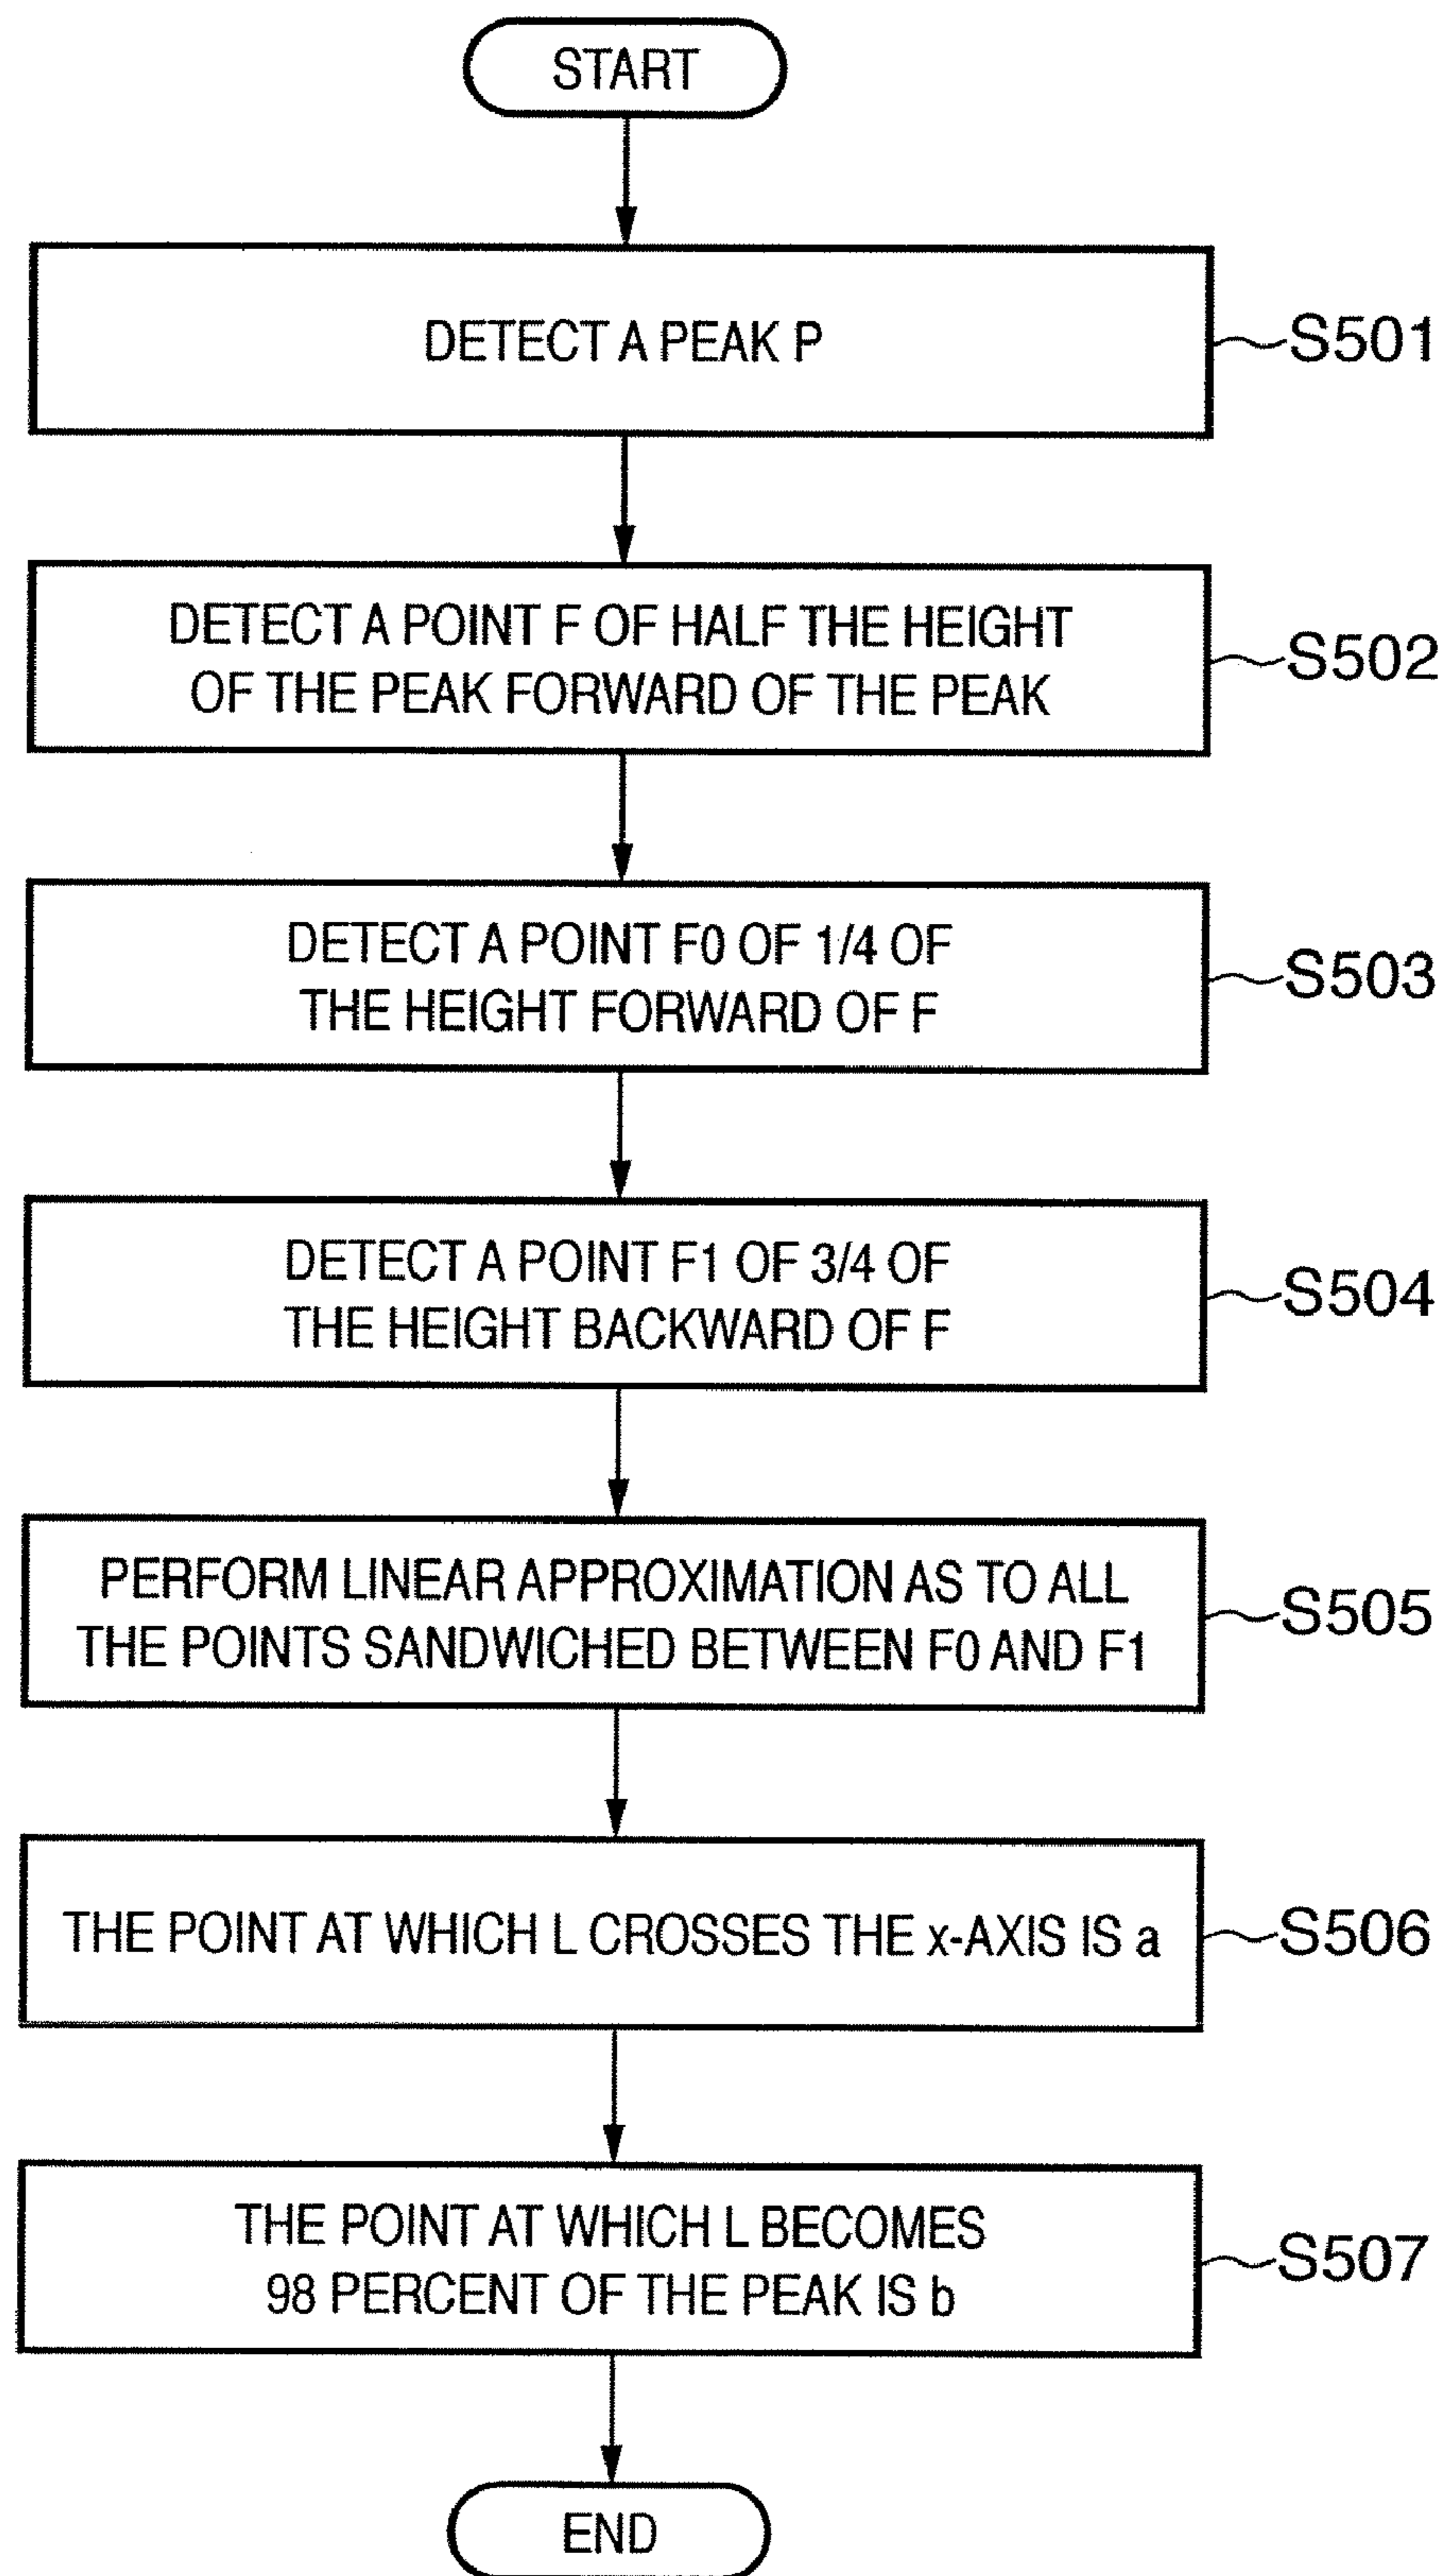 START
DETECT A PEAK P
S501
DETECT A POINT F OF HALF THE HEIGHT
OF THE PEAK FORWARD OF THE PEAK
S502
DETECT A POINT F0 OF 1/4 OF
THE HEIGHT FORWARD OF F
S503
DETECT A POINT F1 OF 3/4 OF
THE HEIGHT BACKWARD OF F
S504
PERFORM LINEAR APPROXIMATION AS TO ALL
THE POINTS SANDWICHED BETWEEN F0 AND F1
S505
THE POINT AT WHICH L CROSSES THE x-AXIS IS a
S506
THE POINT AT WHICH L BECOMES
98 PERCENT OF THE PEAK IS b
S507
END